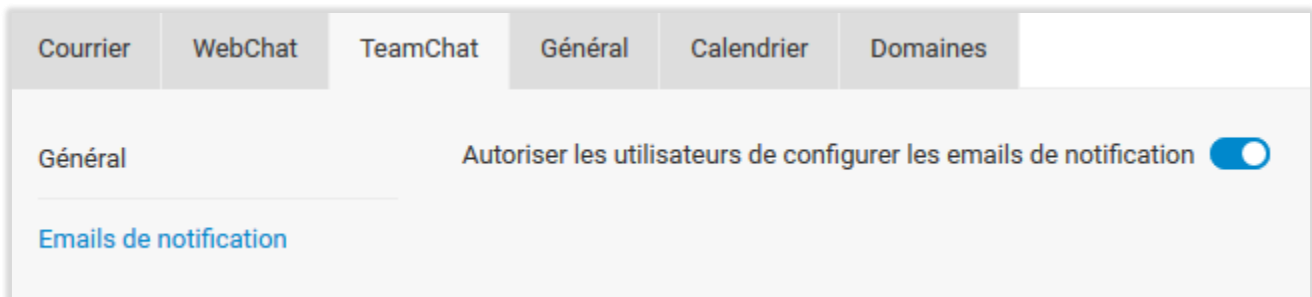 Courrier WebChat TeamChat Général Calendrier Domaines
Général
Autoriser les utilisateurs de configurer les emails de notification
Emails de notification